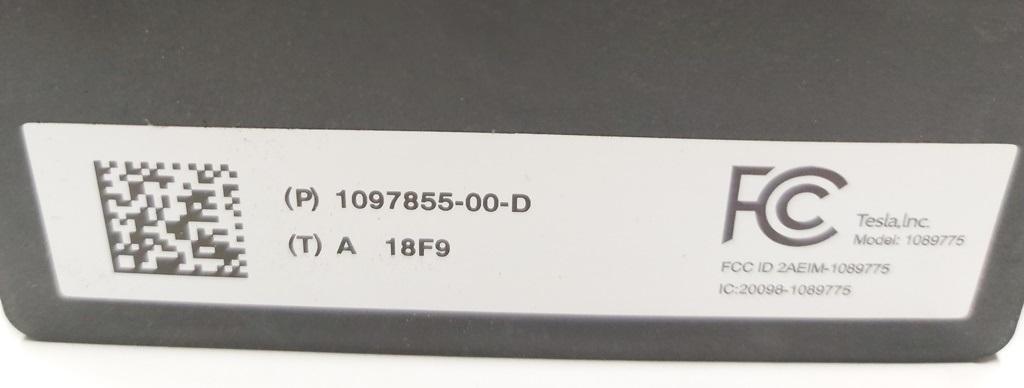 (P) 1097855-00-D
(T) A 18F9
FC
Tesla,Inc.
Model: 1089775
FCC ID 2AEIM-1089775
IC:20098-1089775